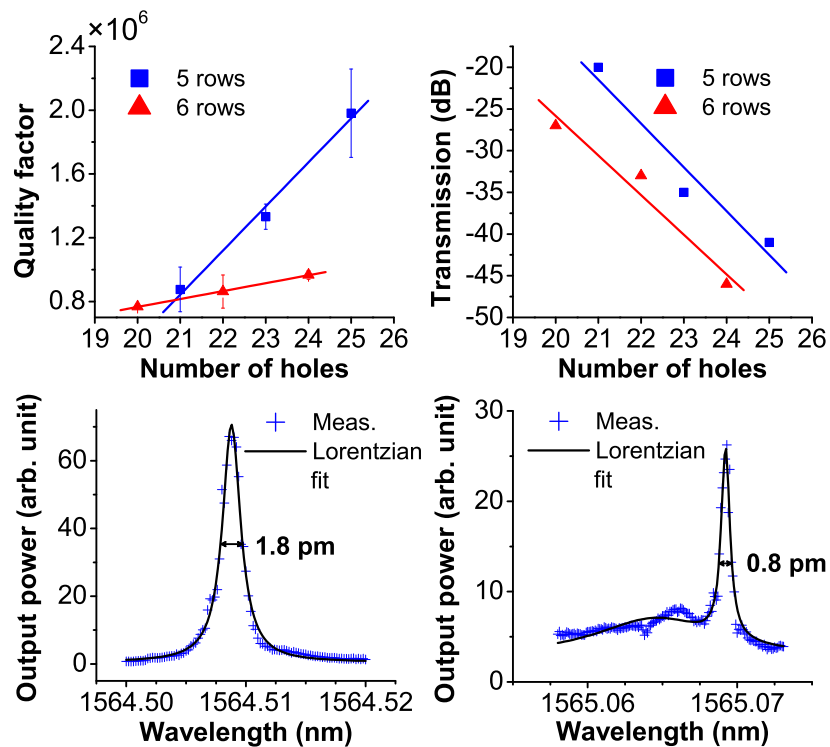 ×10⁶
2.4
2.0
1.6
1.2
0.8
Quality factor
5 rows
6 rows
19 20 21 22 23 24 25 26
Number of holes
-20
-25
-30
-35
-40
-45
-50
Transmission (dB)
5 rows
6 rows
19 20 21 22 23 24 25 26
Number of holes
60
40
20
0
Output power (arb. unit)
Meas.
Lorentzian
fit
1.8 pm
1564.50 1564.51 1564.52
Wavelength (nm)
30
20
10
0
Output power (arb. unit)
Meas.
Lorentzian
fit
0.8 pm
1565.06 1565.07
Wavelength (nm)